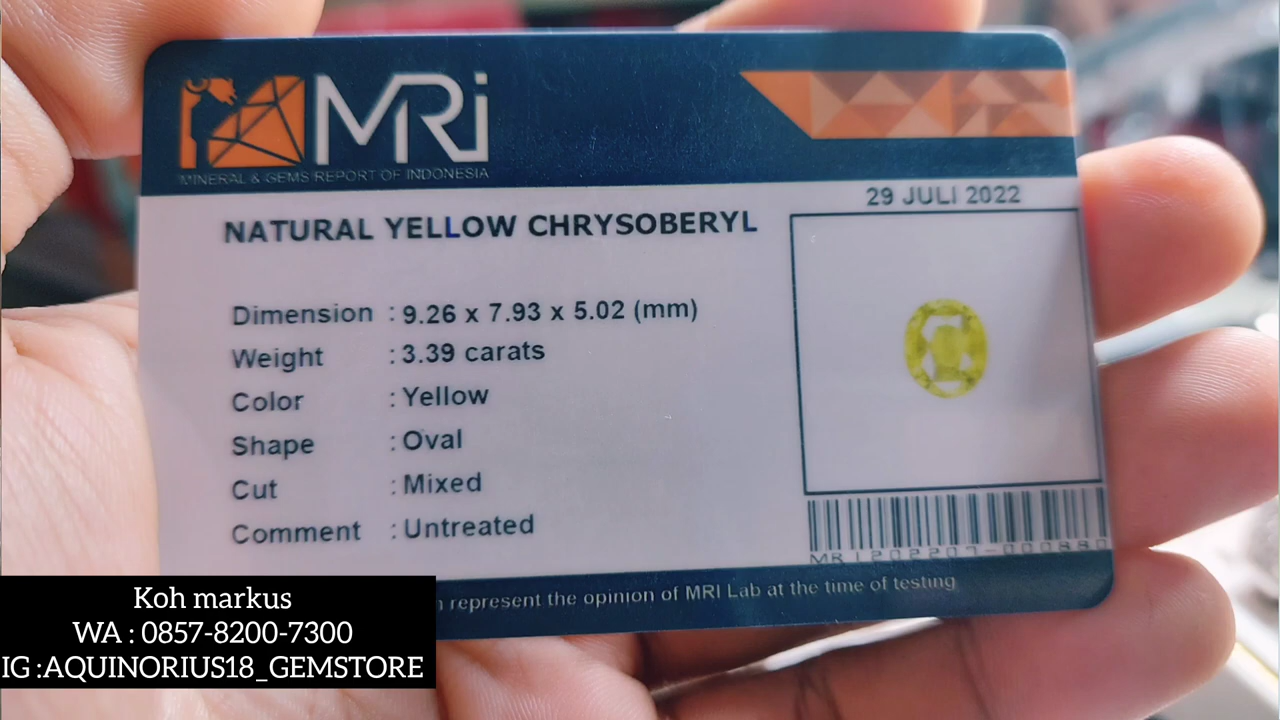 MRi
MINERAL & GEMS REPORT OF INDONESIA
29 JULI 2022
NATURAL YELLOW CHRYSOBERYL
Dimension : 9.26 x 7.93 x 5.02 (mm)
Weight : 3.39 carats
Color : Yellow
Shape : Oval
Cut : Mixed
Comment : Untreated
MRI202207-000880
represent the opinion of MRI Lab at the time of testing
Koh markus
WA : 0857-8200-7300
IG :AQUINORIUS18_GEMSTORE